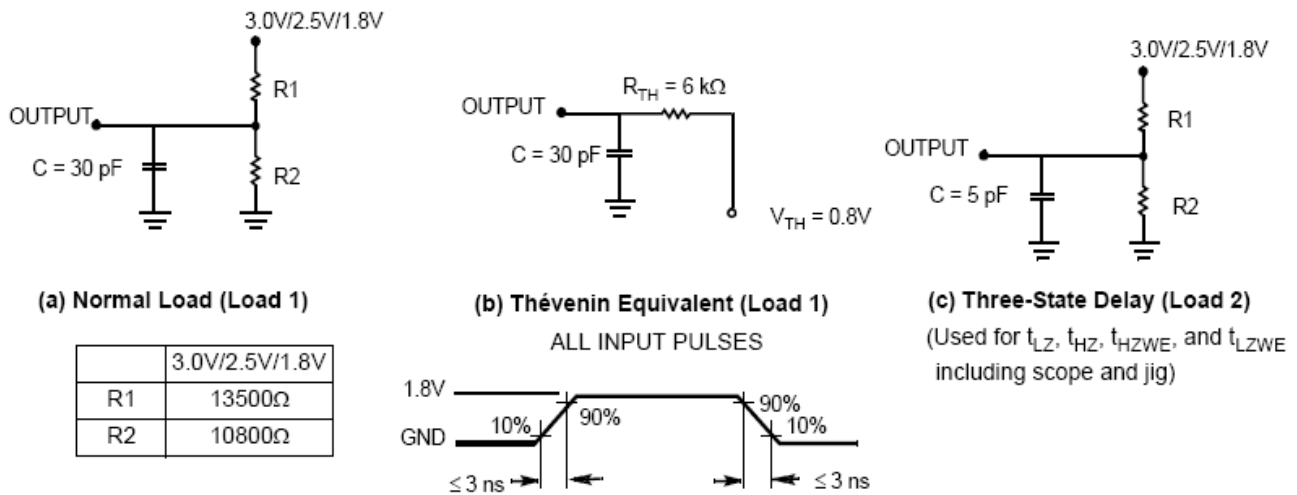 3.0V/2.5V/1.8V
R1
OUTPUT
C = 30 pF
R2
(a) Normal Load (Load 1)
3.0V/2.5V/1.8V
R1 13500Ω
R2 10800Ω
R_TH = 6 kΩ
OUTPUT
C = 30 pF
V_TH = 0.8V
(b) Thévenin Equivalent (Load 1)
ALL INPUT PULSES
1.8V
GND
10%
90%
90%
10%
≤ 3 ns
≤ 3 ns
3.0V/2.5V/1.8V
R1
OUTPUT
C = 5 pF
R2
(c) Three-State Delay (Load 2)
(Used for t_LZ, t_HZ, t_HZWE, and t_LZWE
including scope and jig)